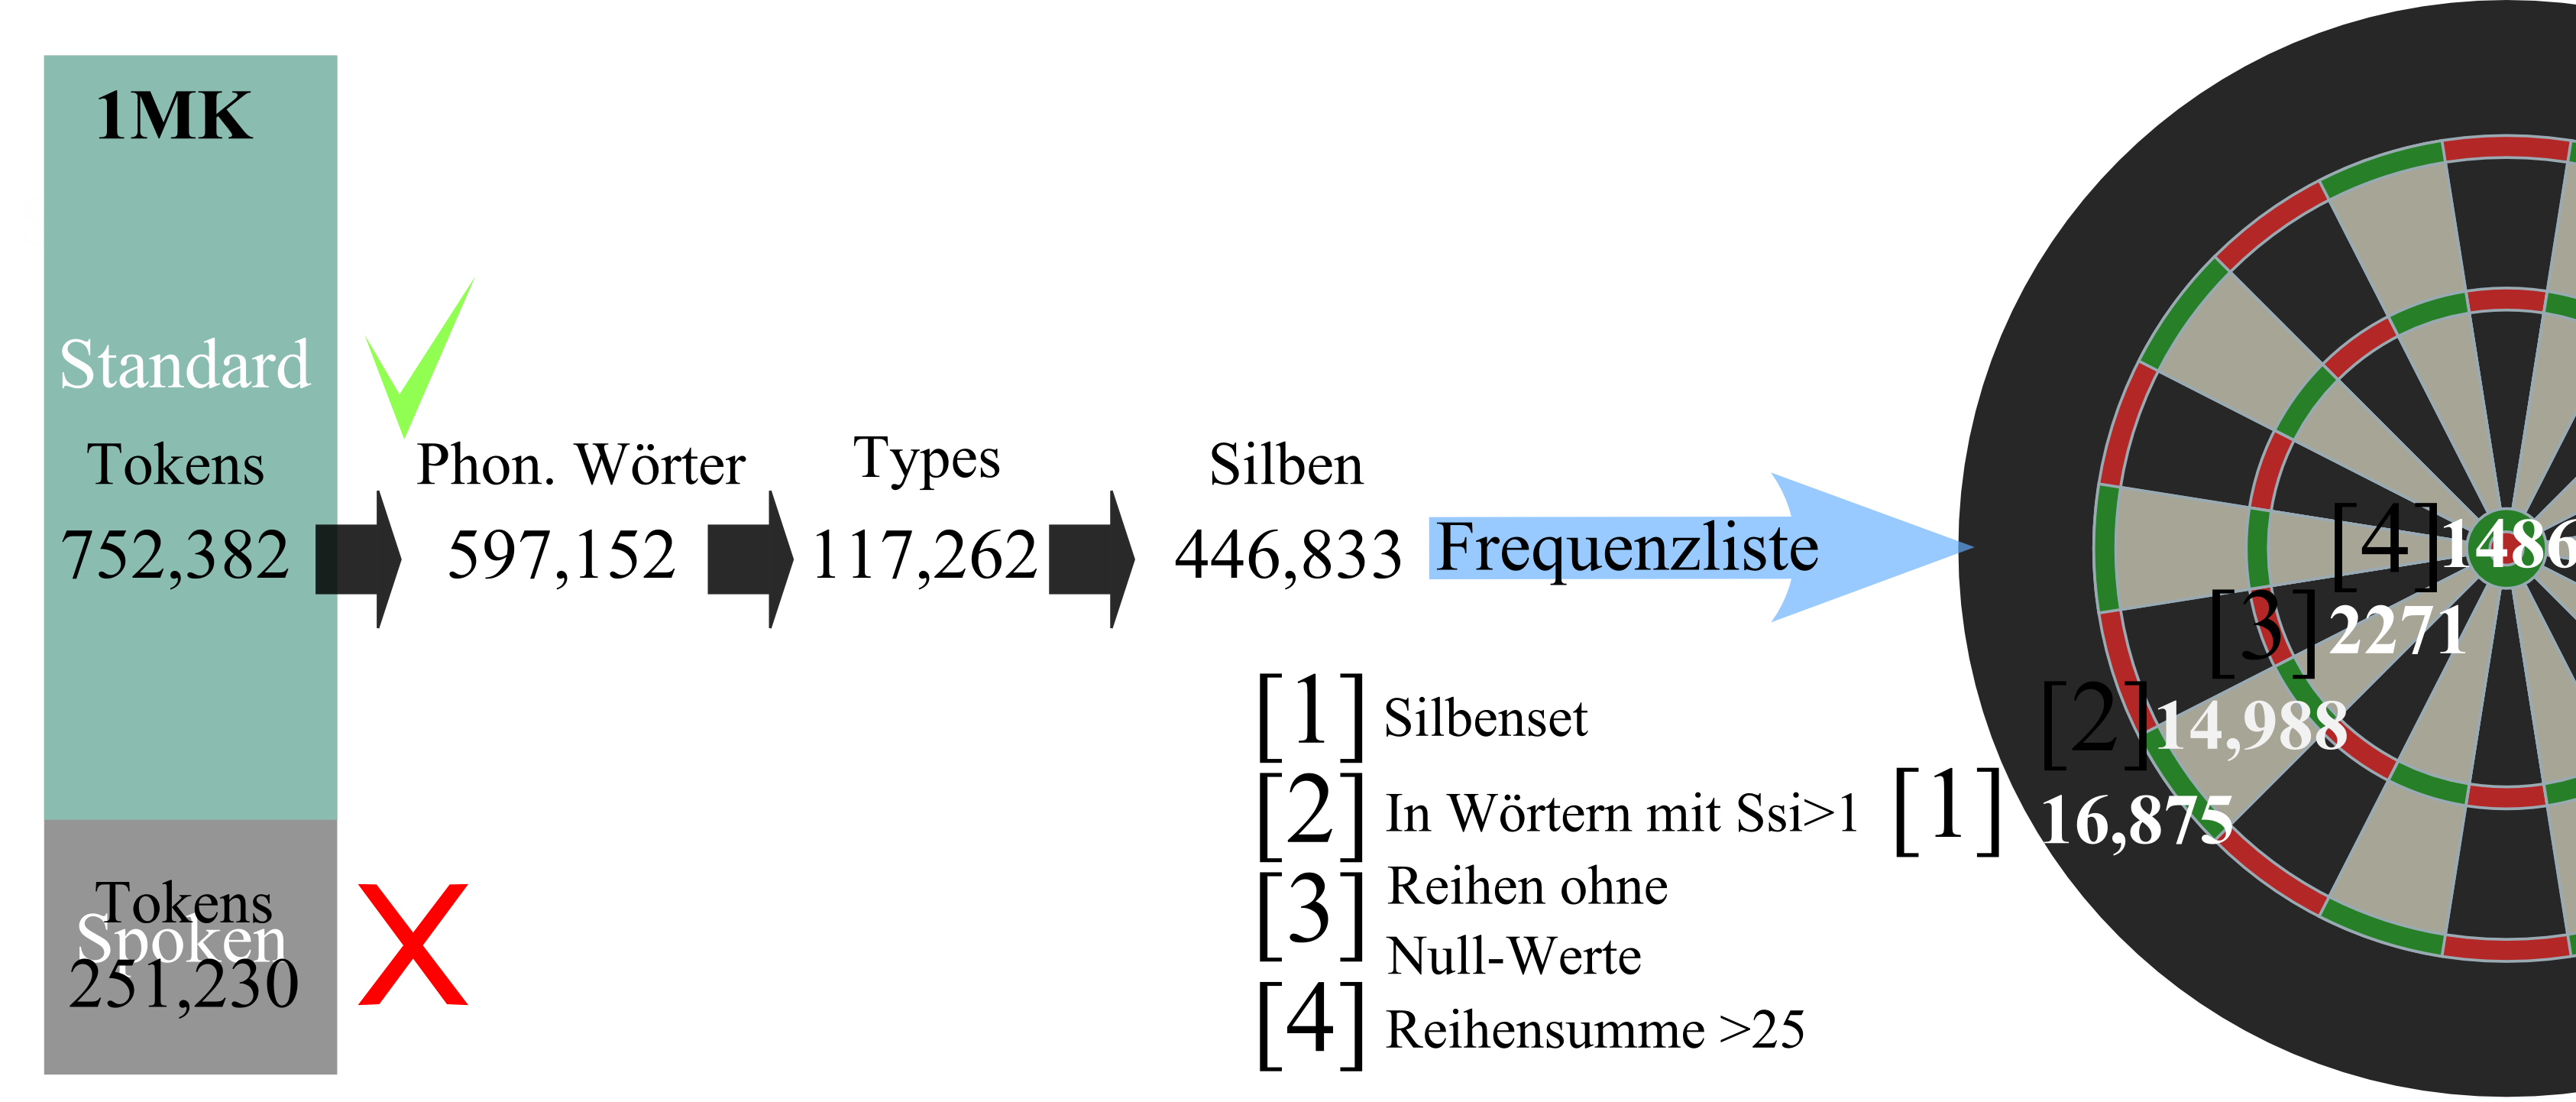 1MK
Standard
Tokens
752,382
Phon. Wörter
597,152
Types
117,262
Silben
446,833
Frequenzliste
[4] 1486
[3] 2271
[2] 14,988
[1] 16,875
[1] Silbenset
[2] In Wörtern mit Ssi>1
[3] Reihen ohne
Null-Werte
[4] Reihensumme >25
Tokens
Spoken
251,230